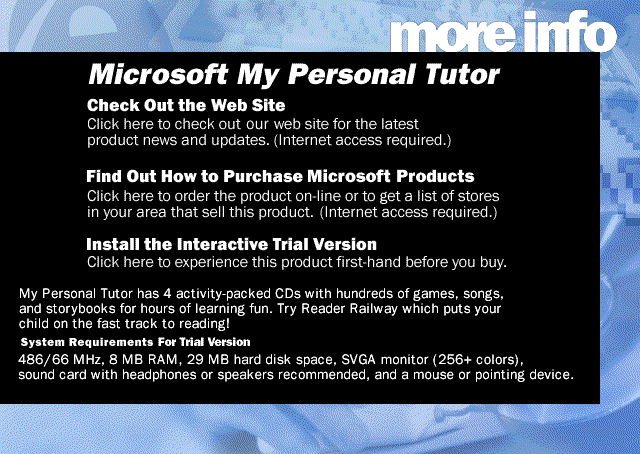 more info
Microsoft My Personal Tutor
Check Out the Web Site
Click here to check out our web site for the latest
product news and updates. (Internet access required.)
Find Out How to Purchase Microsoft Products
Click here to order the product on-line or to get a list of stores
in your area that sell this product. (Internet access required.)
Install the Interactive Trial Version
Click here to experience this product first-hand before you buy.
My Personal Tutor has 4 activity-packed CDs with hundreds of games, songs,
and storybooks for hours of learning fun. Try Reader Railway which puts your
child on the fast track to reading!
System Requirements For Trial Version
486/66 MHz, 8 MB RAM, 29 MB hard disk space, SVGA monitor (256+ colors),
sound card with headphones or speakers recommended, and a mouse or pointing device.